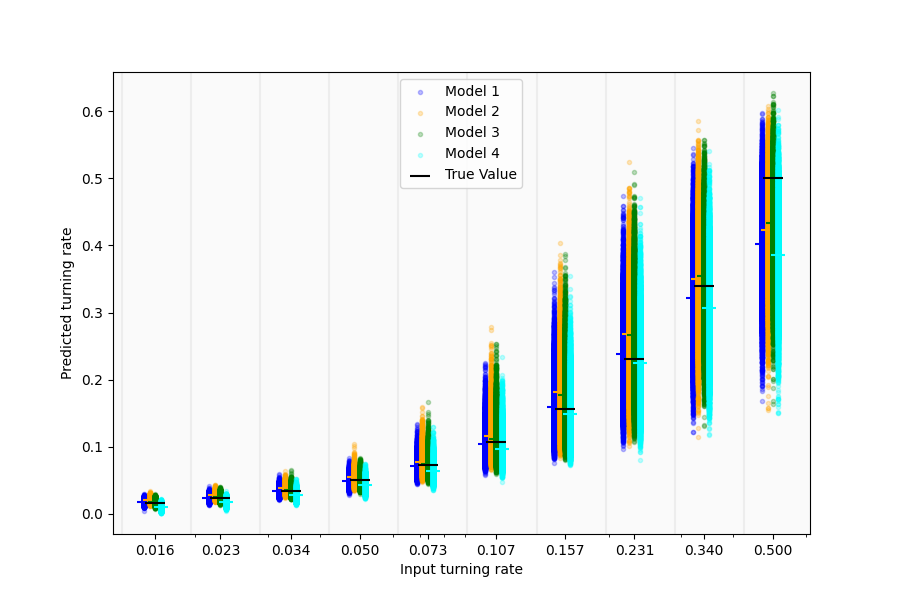 Model 1
Model 2
Model 3
Model 4
True Value
Predicted turning rate
0.6
0.5
0.4
0.3
0.2
0.1
0.0
0.016 0.023 0.034 0.050 0.073 0.107 0.157 0.231 0.340 0.500
Input turning rate